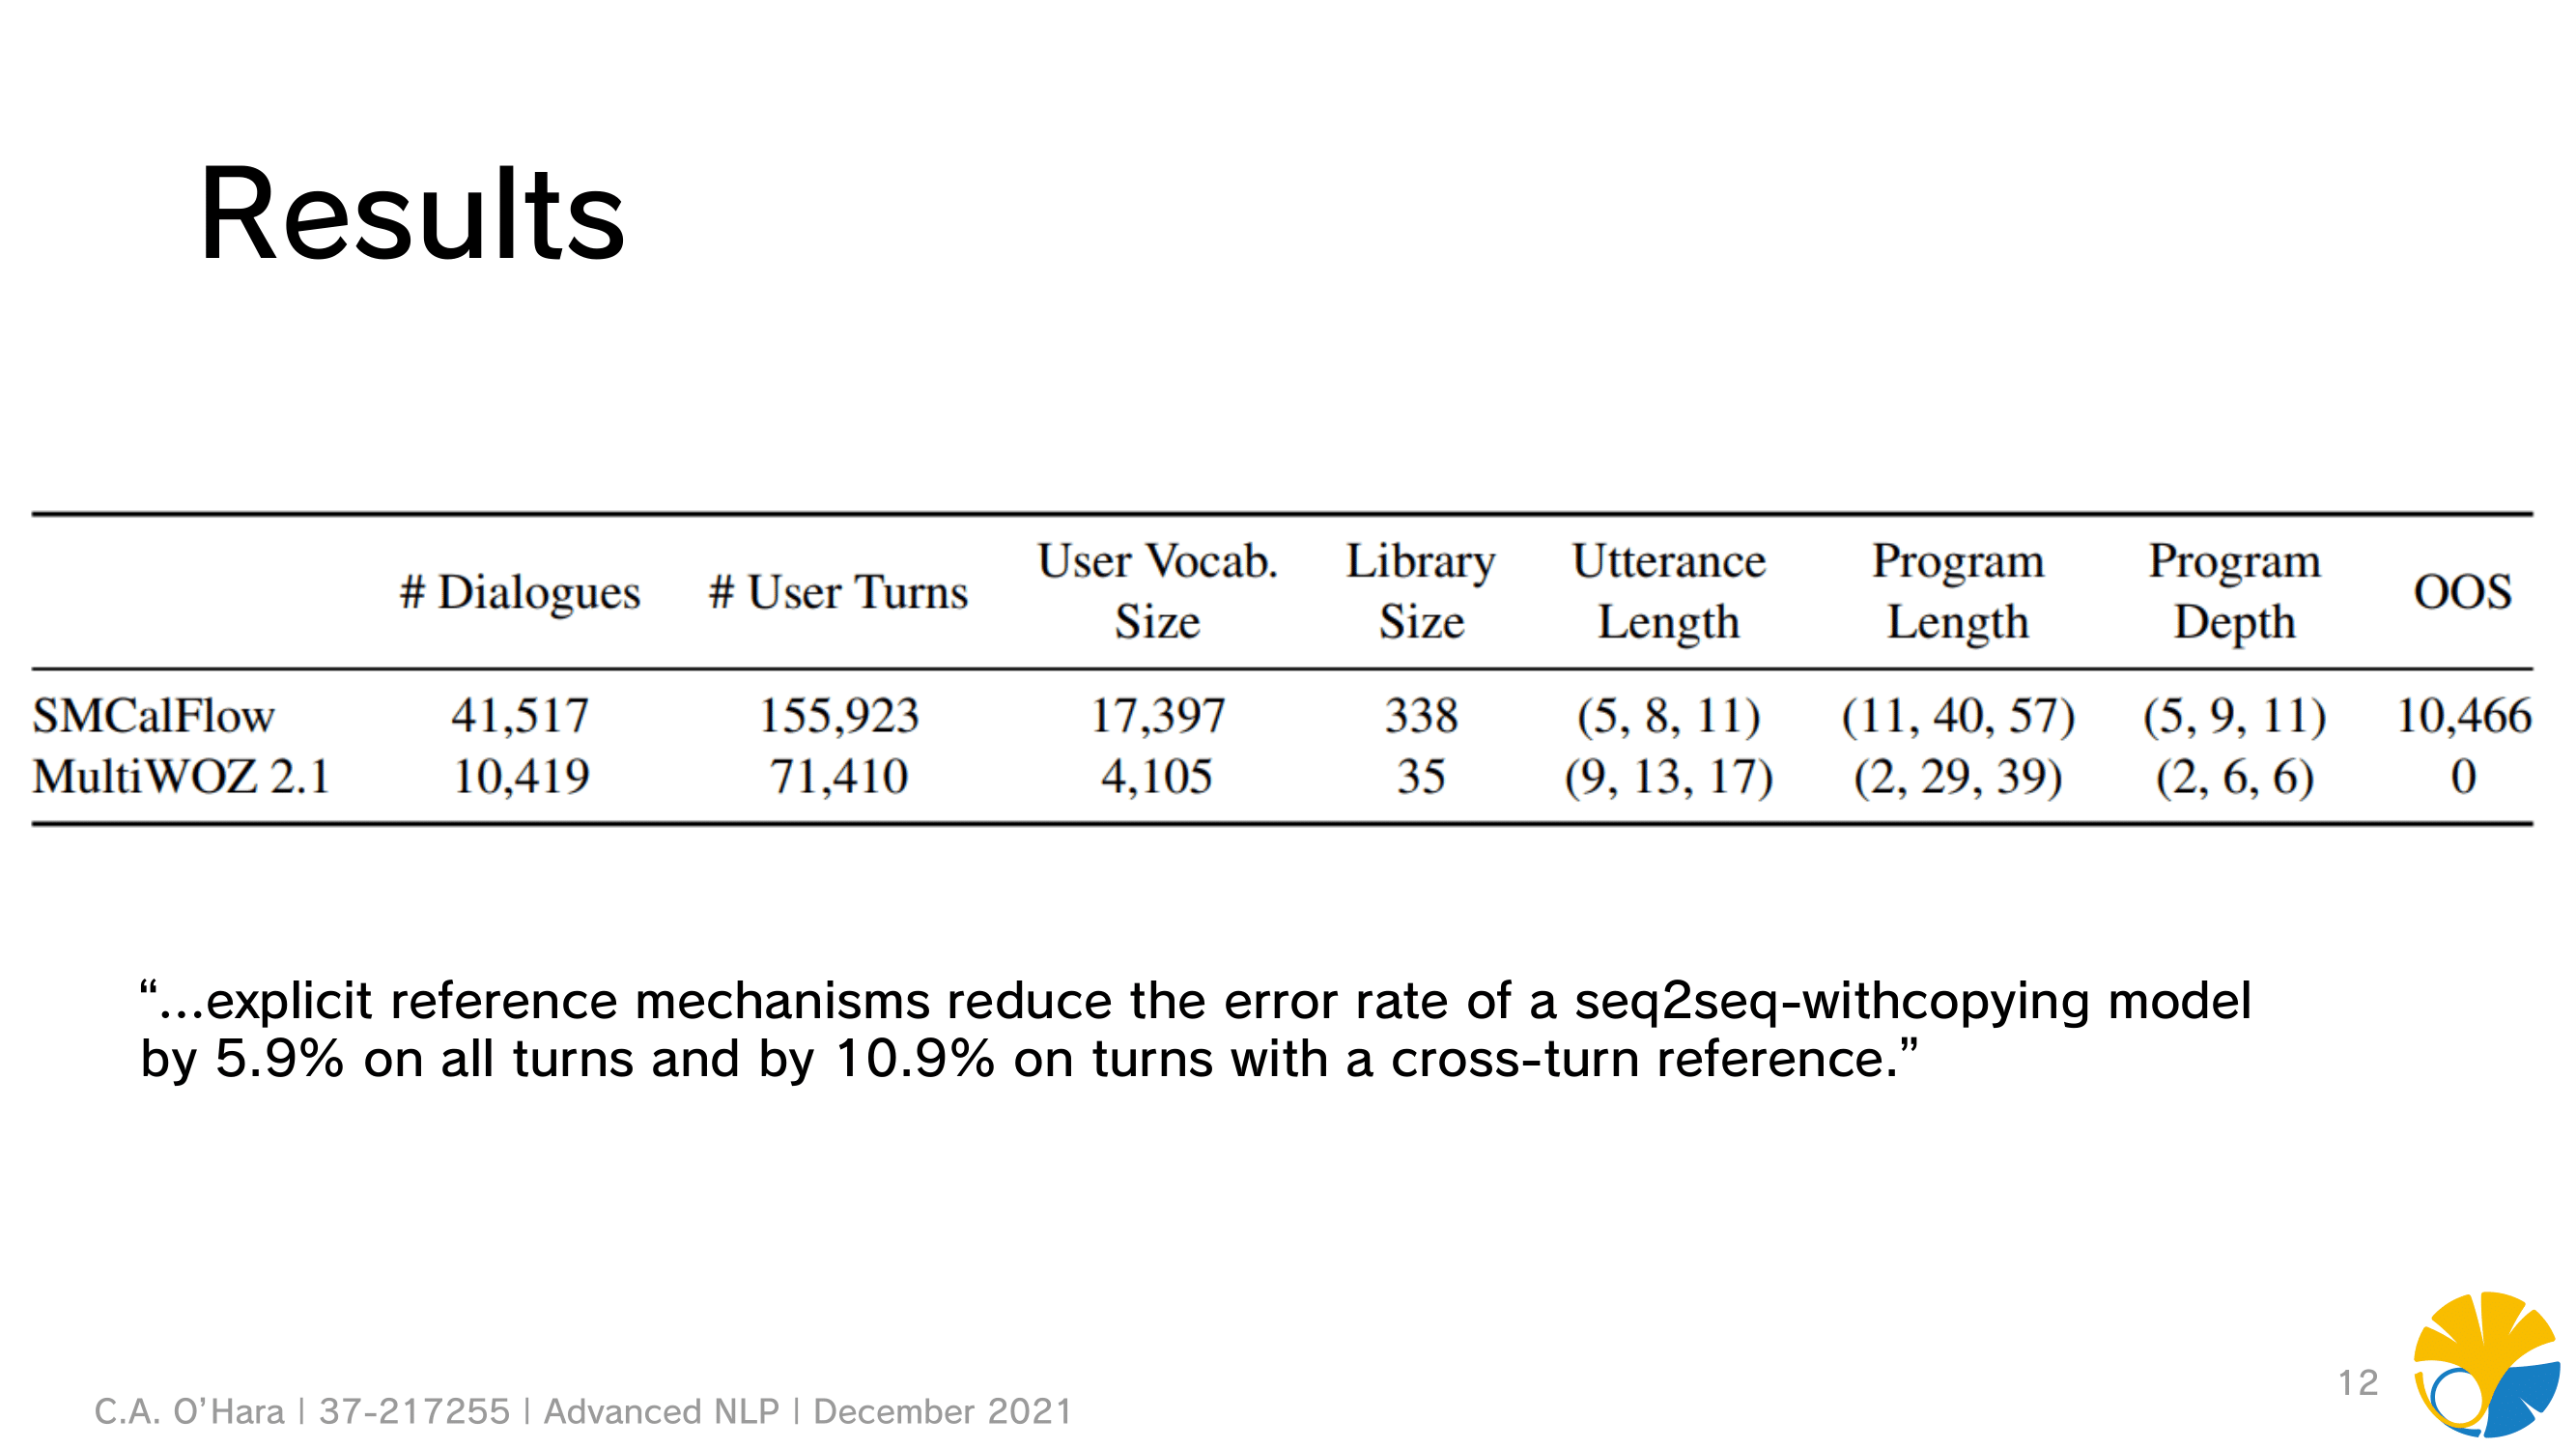 Results
# Dialogues # User Turns User Vocab. Size Library Size Utterance Length Program Length Program Depth OOS
SMCalFlow 41,517 155,923 17,397 338 (5, 8, 11) (11, 40, 57) (5, 9, 11) 10,466
MultiWOZ 2.1 10,419 71,410 4,105 35 (9, 13, 17) (2, 29, 39) (2, 6, 6) 0
“…explicit reference mechanisms reduce the error rate of a seq2seq-withcopying model
by 5.9% on all turns and by 10.9% on turns with a cross-turn reference.”
C.A. O’Hara | 37-217255 | Advanced NLP | December 2021
12